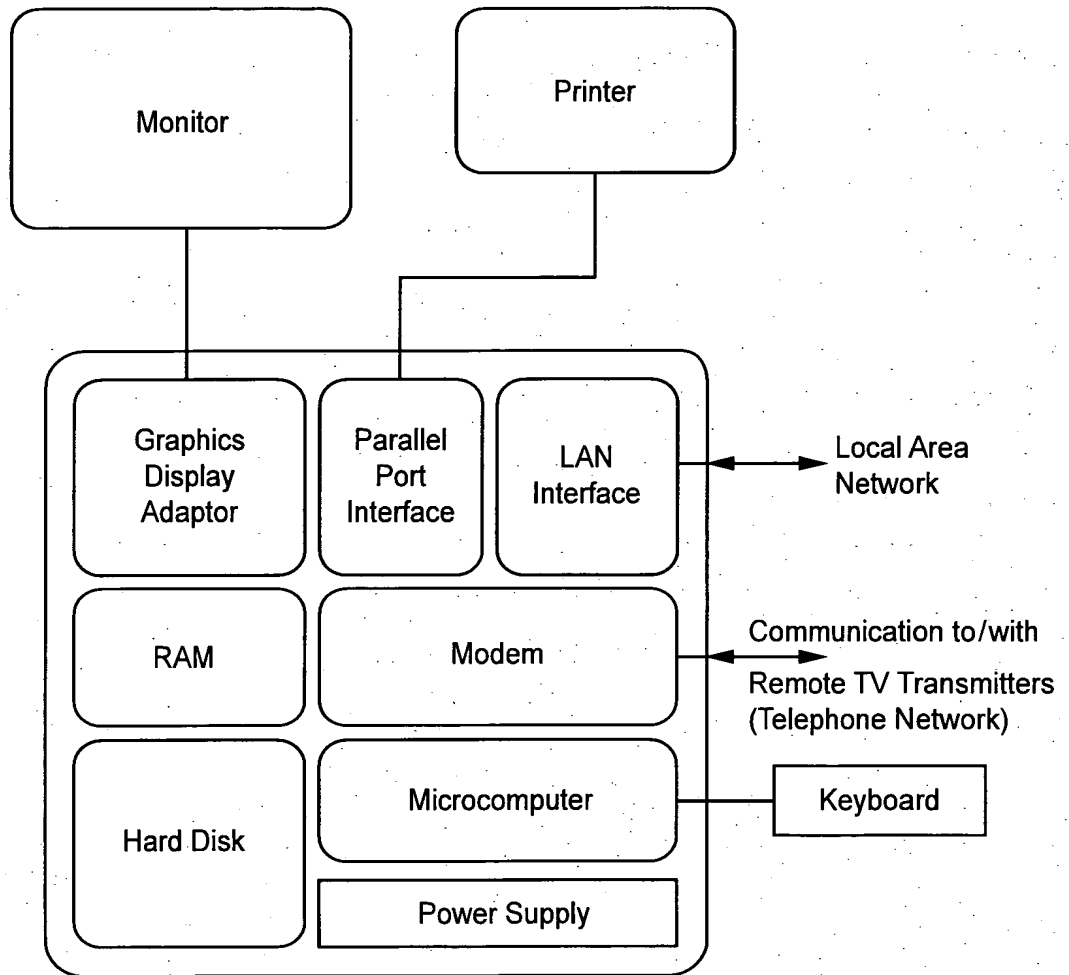 Monitor
Printer
Graphics
Display
Adaptor
Parallel
Port
Interface
LAN
Interface
Local Area
Network
RAM
Modem
Communication to/with
Remote TV Transmitters
(Telephone Network)
Hard Disk
Microcomputer
Keyboard
Power Supply